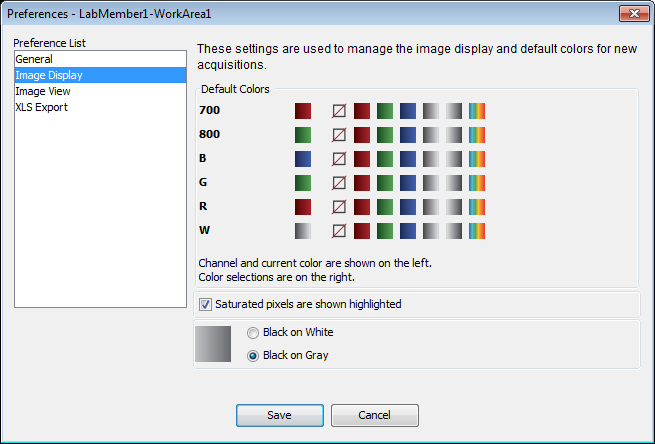 Preferences - LabMember1-WorkArea1
Preference List
General
Image Display
Image View
XLS Export
These settings are used to manage the image display and default colors for new
acquisitions.
Default Colors
700
800
B
G
R
W
Channel and current color are shown on the left.
Color selections are on the right.
Saturated pixels are shown highlighted
Black on White
Black on Gray
Save
Cancel